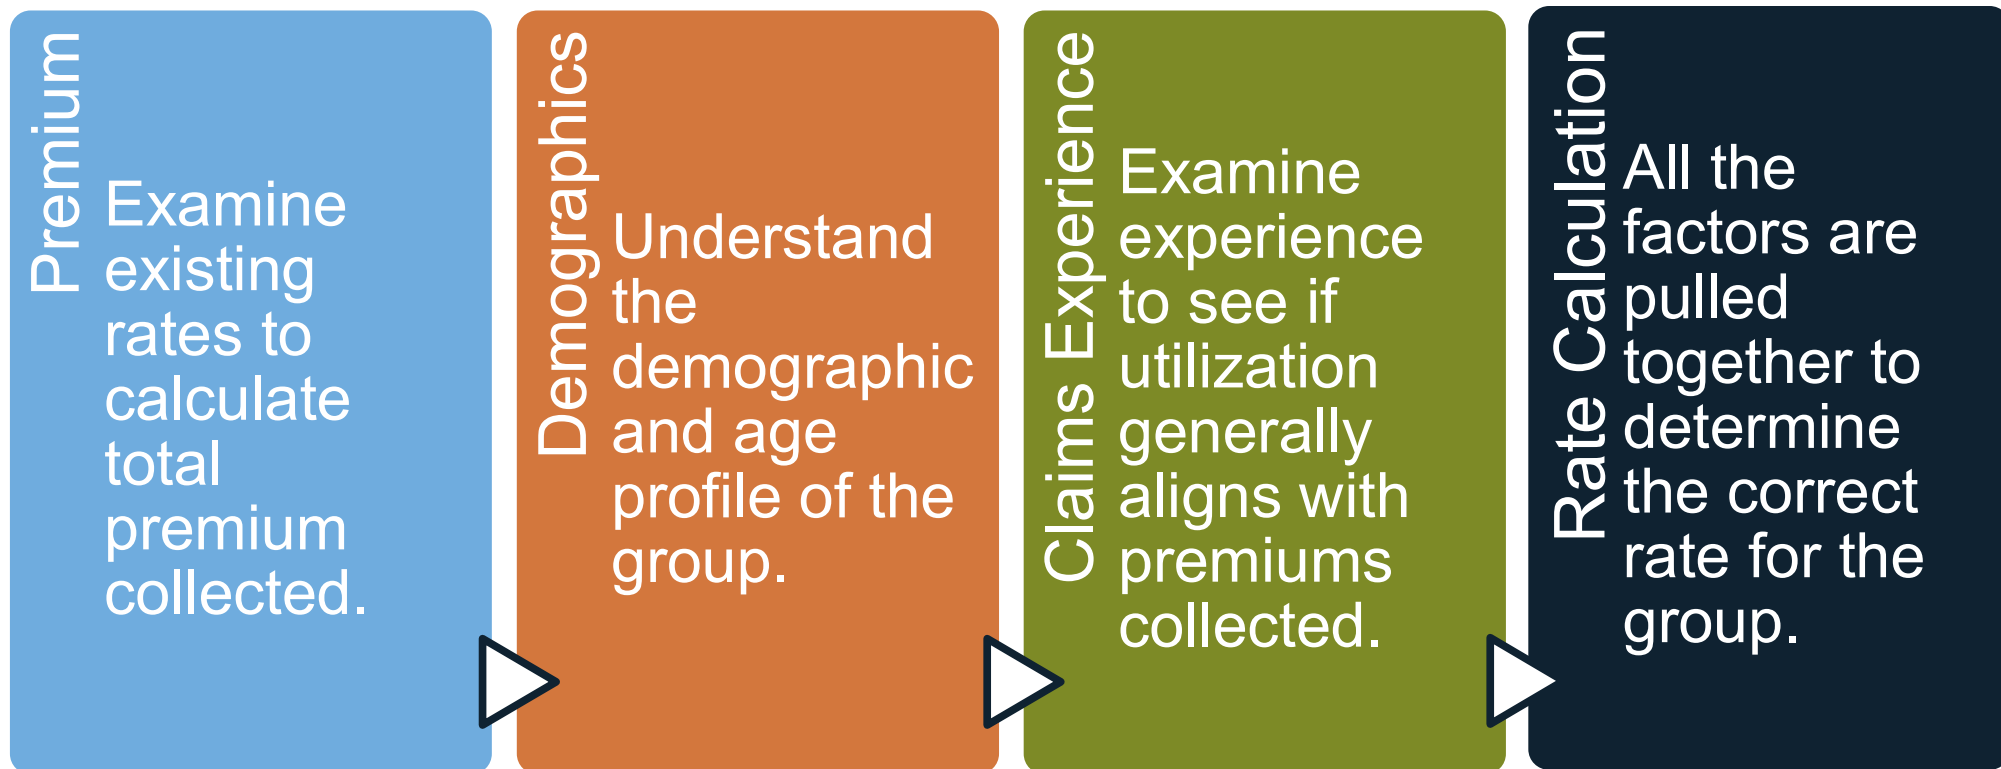 Premium
Examine
existing
rates to
calculate
total
premium
collected.
Demographics
Understand
the
demographic
and age
profile of the
group.
Claims Experience
Examine
experience
to see if
utilization
generally
aligns with
premiums
collected.
Rate Calculation
All the
factors are
pulled
together to
determine
the correct
rate for the
group.